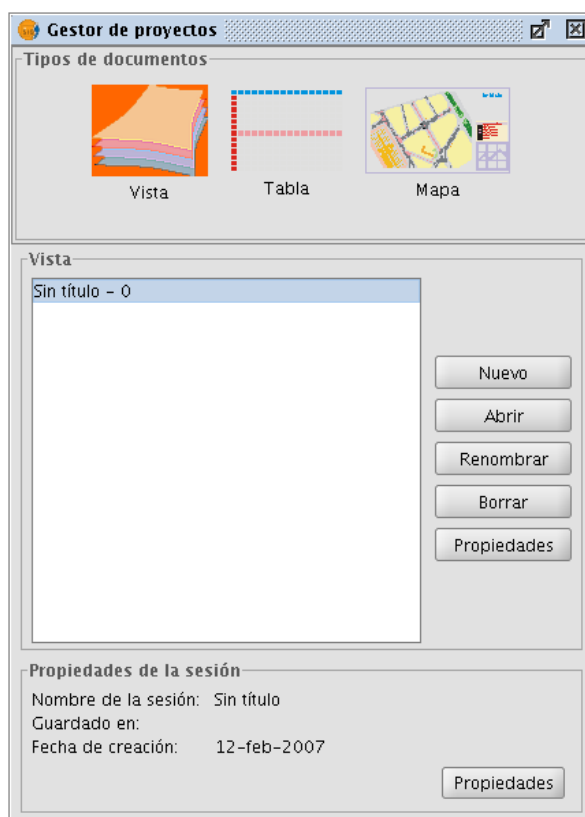 Gestor de proyectos
Tipos de documentos
Vista
Tabla
Mapa
Vista
Sin título - 0
Nuevo
Abrir
Renombrar
Borrar
Propiedades
Propiedades de la sesión
Nombre de la sesión: Sin título
Guardado en:
Fecha de creación: 12-feb-2007
Propiedades